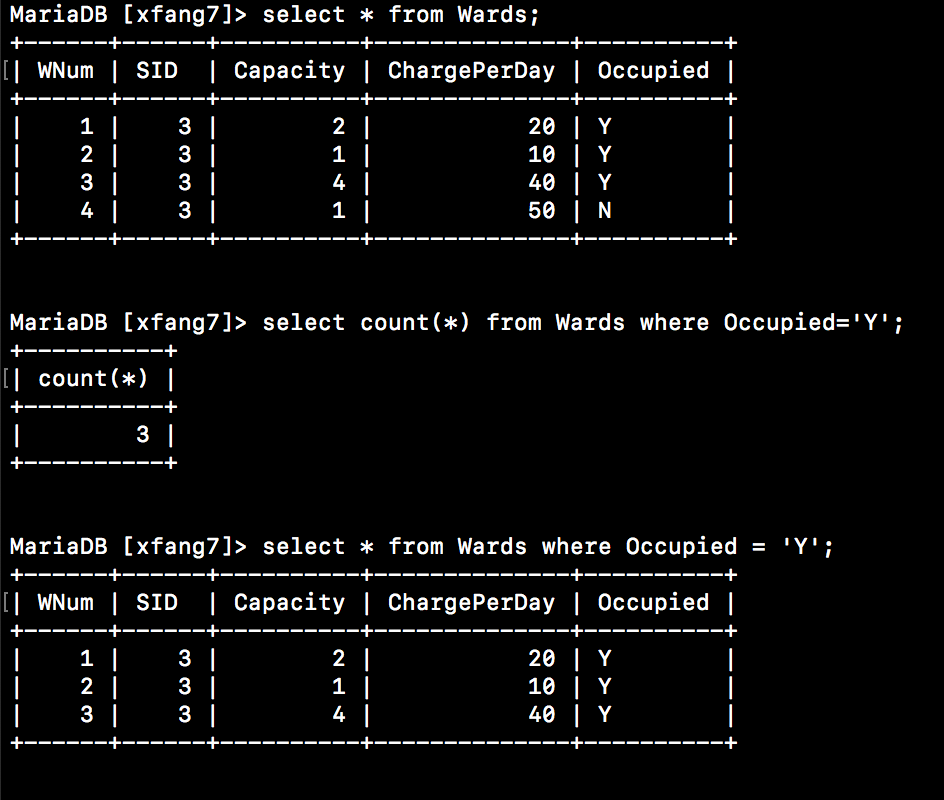 MariaDB [xfang7]> select * from Wards;
+------+------+----------+--------------+----------+
[| WNum | SID  | Capacity | ChargePerDay | Occupied |
+------+------+----------+--------------+----------+
|    1 |    3 |        2 |           20 | Y        |
|    2 |    3 |        1 |           10 | Y        |
|    3 |    3 |        4 |           40 | Y        |
|    4 |    3 |        1 |           50 | N        |
+------+------+----------+--------------+----------+
MariaDB [xfang7]> select count(*) from Wards where Occupied='Y';
+----------+
[| count(*) |
+----------+
|        3 |
+----------+
MariaDB [xfang7]> select * from Wards where Occupied = 'Y';
+------+------+----------+--------------+----------+
[| WNum | SID  | Capacity | ChargePerDay | Occupied |
+------+------+----------+--------------+----------+
|    1 |    3 |        2 |           20 | Y        |
|    2 |    3 |        1 |           10 | Y        |
|    3 |    3 |        4 |           40 | Y        |
+------+------+----------+--------------+----------+